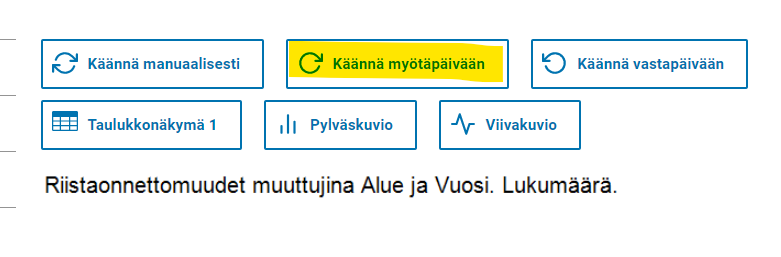 Käännä manuaalisesti Käännä myötäpäivään Käännä vastapäivään
Taulukkonäkymä 1 Pylväskuvio Viivakuvio
Riistaonnettomuudet muuttujina Alue ja Vuosi. Lukumäärä.